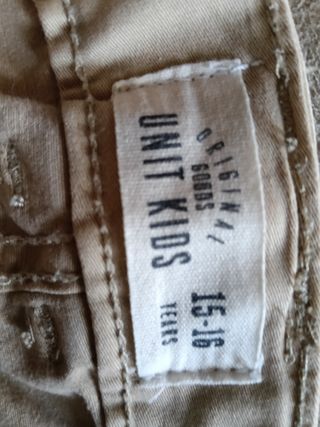 ORIGINAL
GOODS
UNIT KIDS
15-16
YEARS